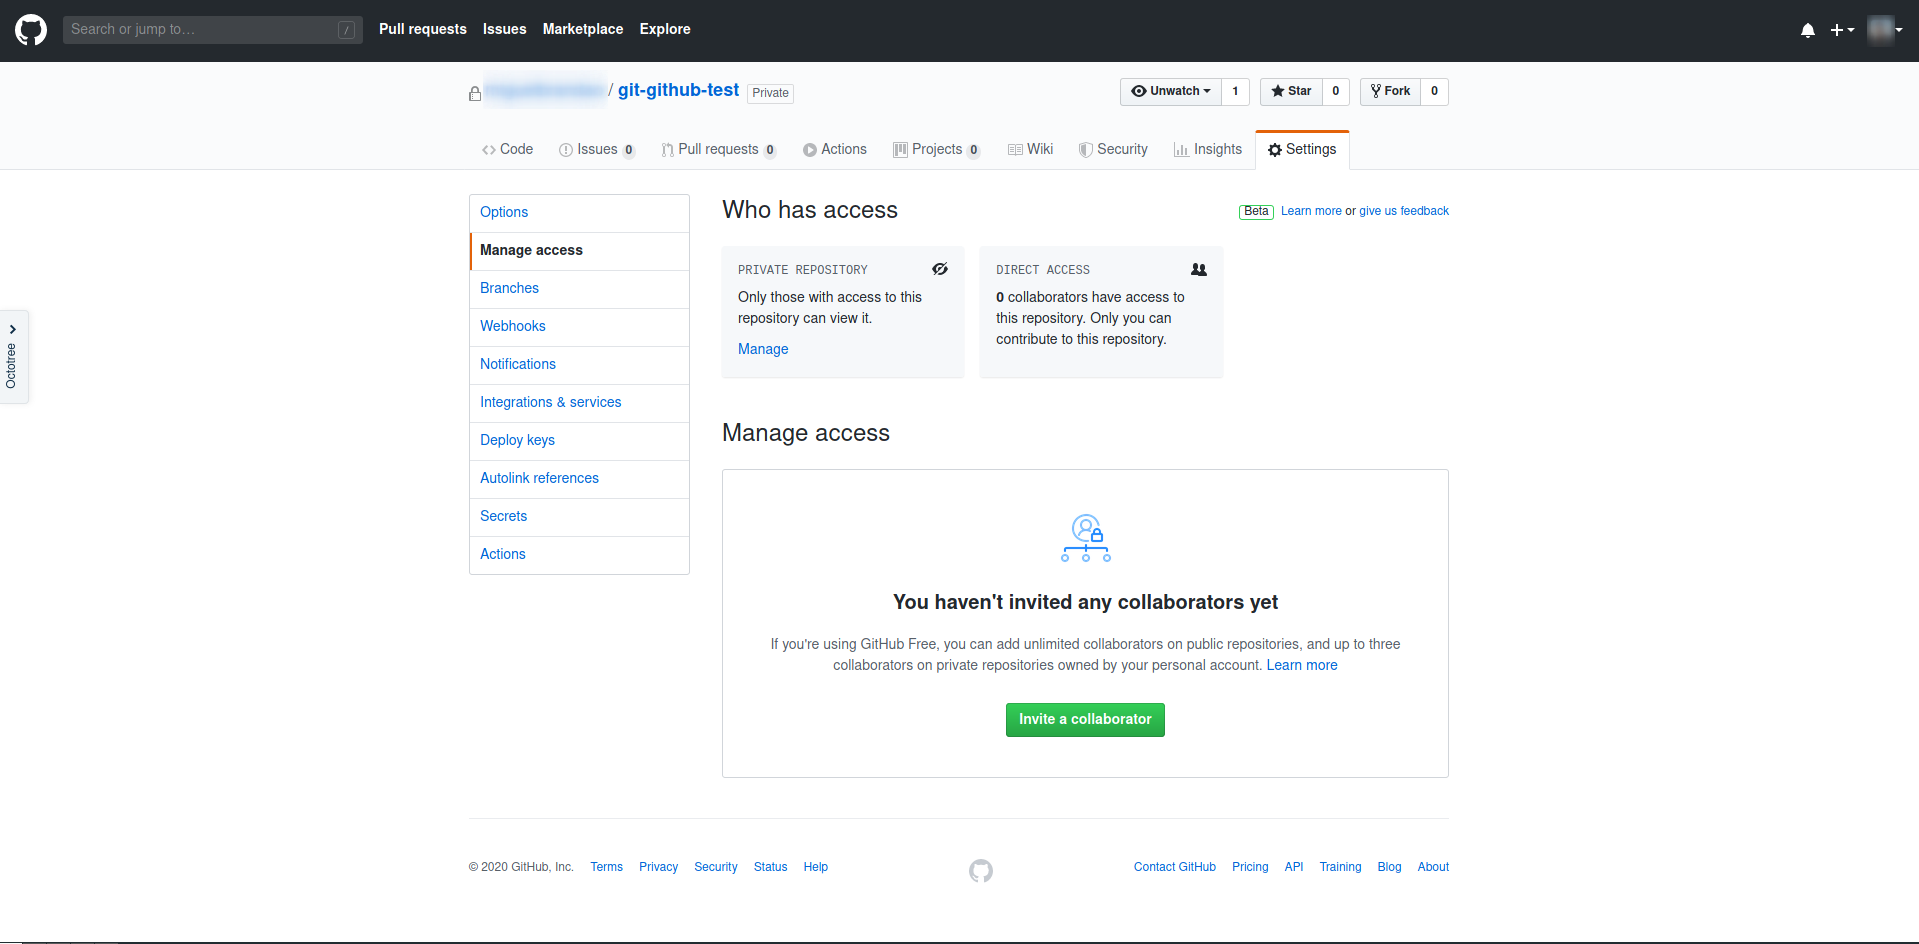 Search or jump to…
/
Pull requests
Issues
Marketplace
Explore
/ git-github-test
Private
Unwatch 1
Star 0
Fork 0
Code
Issues 0
Pull requests 0
Actions
Projects 0
Wiki
Security
Insights
Settings
Options
Manage access
Branches
Webhooks
Notifications
Integrations & services
Deploy keys
Autolink references
Secrets
Actions
Octotree
Who has access
Beta Learn more or give us feedback
PRIVATE REPOSITORY
Only those with access to this
repository can view it.
Manage
DIRECT ACCESS
0 collaborators have access to
this repository. Only you can
contribute to this repository.
Manage access
You haven't invited any collaborators yet
If you're using GitHub Free, you can add unlimited collaborators on public repositories, and up to three
collaborators on private repositories owned by your personal account. Learn more
Invite a collaborator
© 2020 GitHub, Inc.
Terms
Privacy
Security
Status
Help
Contact GitHub
Pricing
API
Training
Blog
About